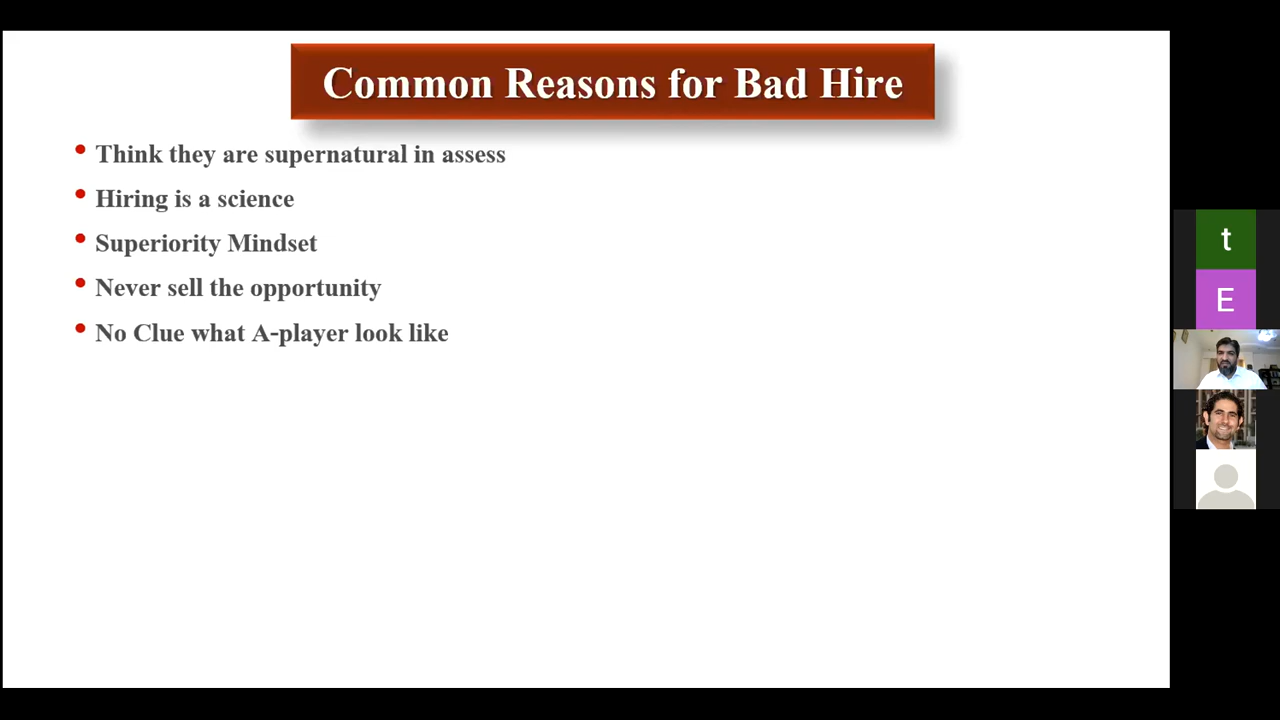 Common Reasons for Bad Hire
• Think they are supernatural in assess
• Hiring is a science
• Superiority Mindset
• Never sell the opportunity
• No Clue what A-player look like
t
E